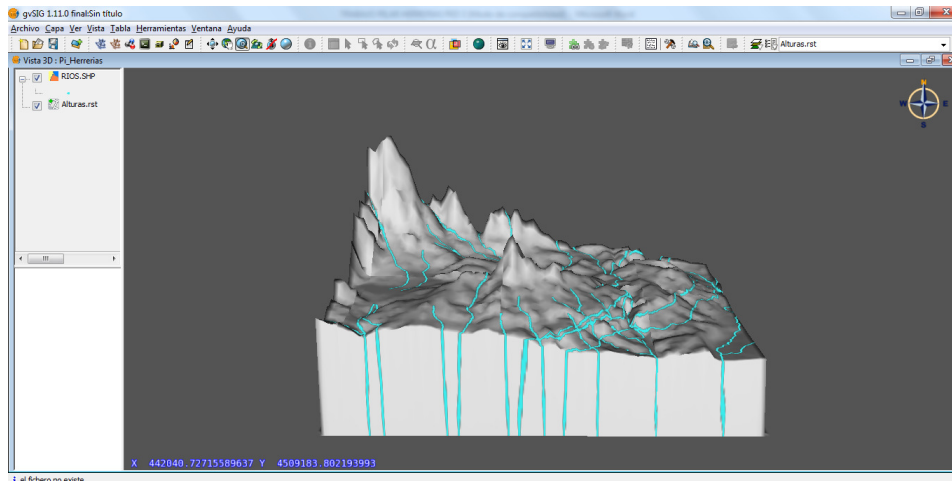 gvSIG 1.11.0 final:Sin título
Archivo Capa Ver Vista Tabla Herramientas Ventana Ayuda
Alturas.rst
Vista 3D : Pi_Herrerias
RIOS.SHP
Alturas.rst
N
W E
S
X 442040.72715589637 Y 4509183.802193993
el fichero no existe